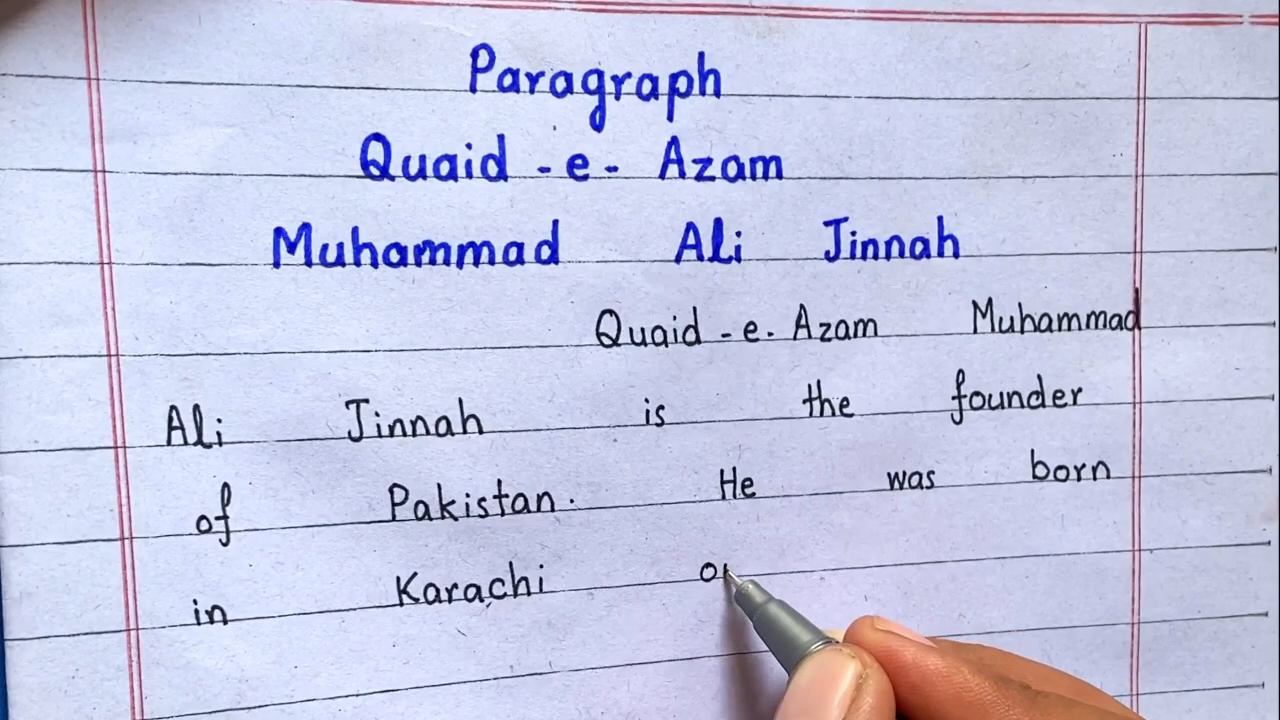 Paragraph
Quaid-e-Azam
Muhammad Ali Jinnah
Quaid-e-Azam Muhammad
Ali Jinnah is the founder
of Pakistan. He was born
in Karachi